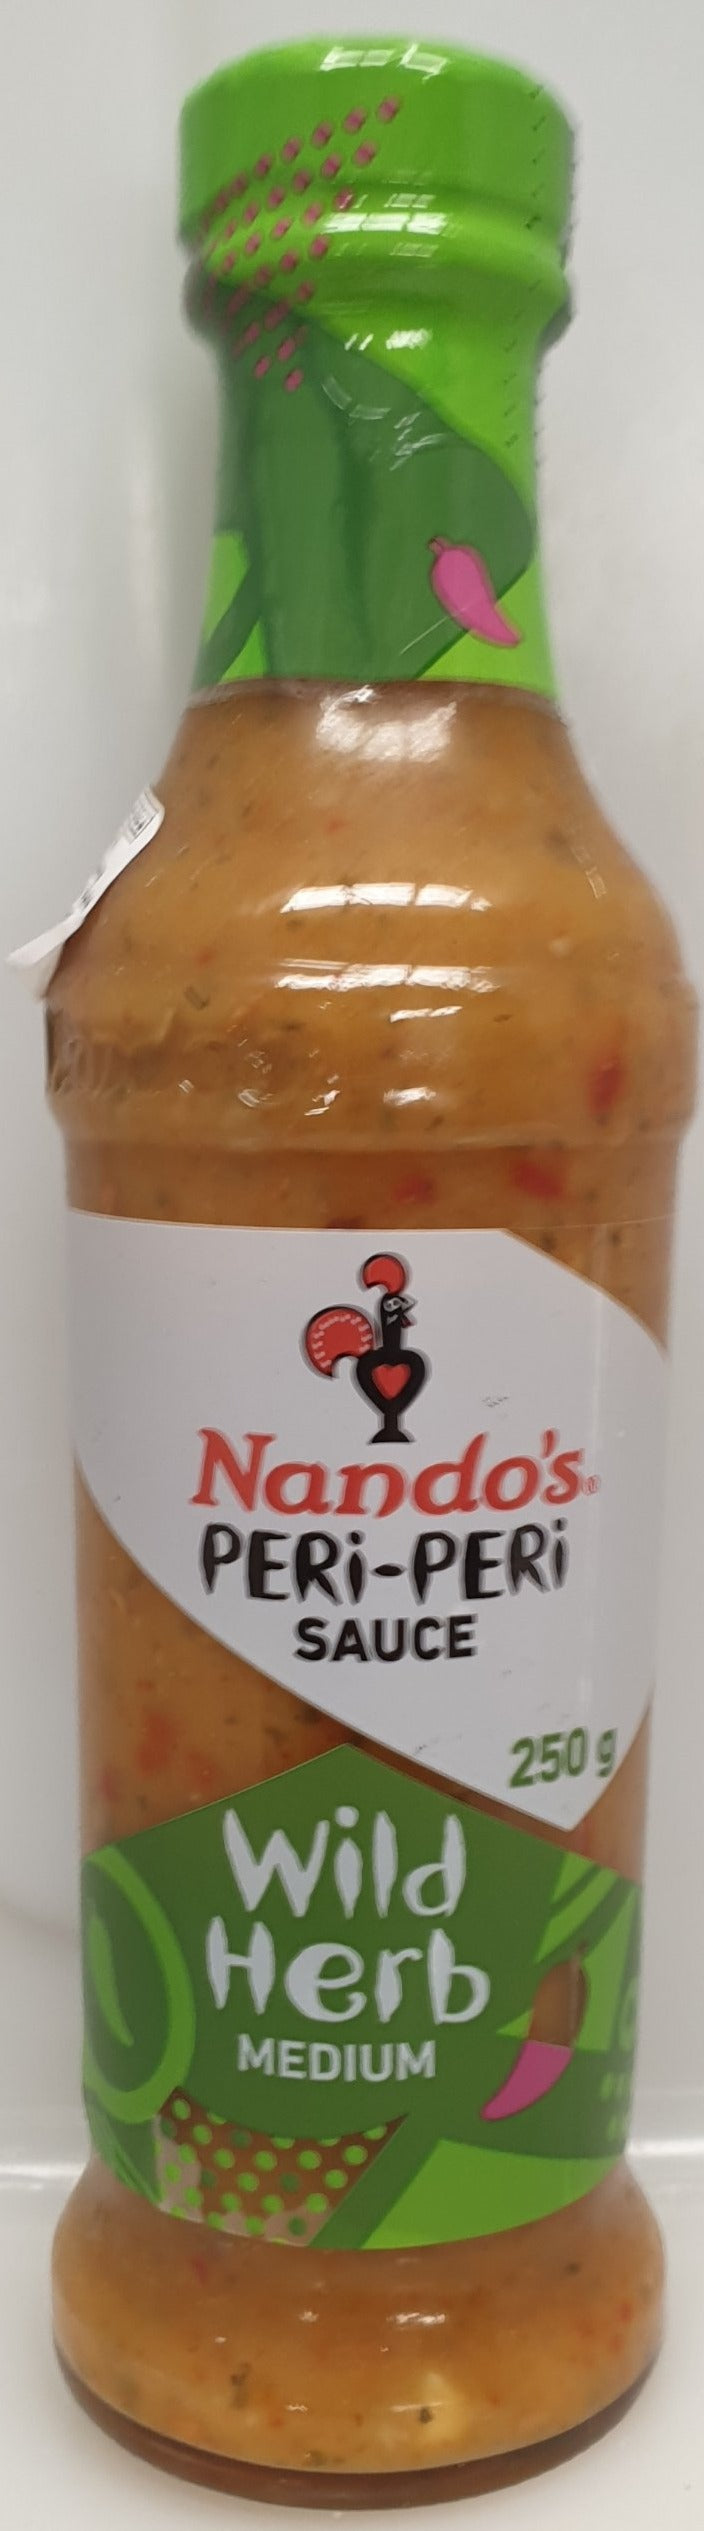 Nando's
PERi-PERi
SAUCE
250 g
Wild
Herb
MEDIUM